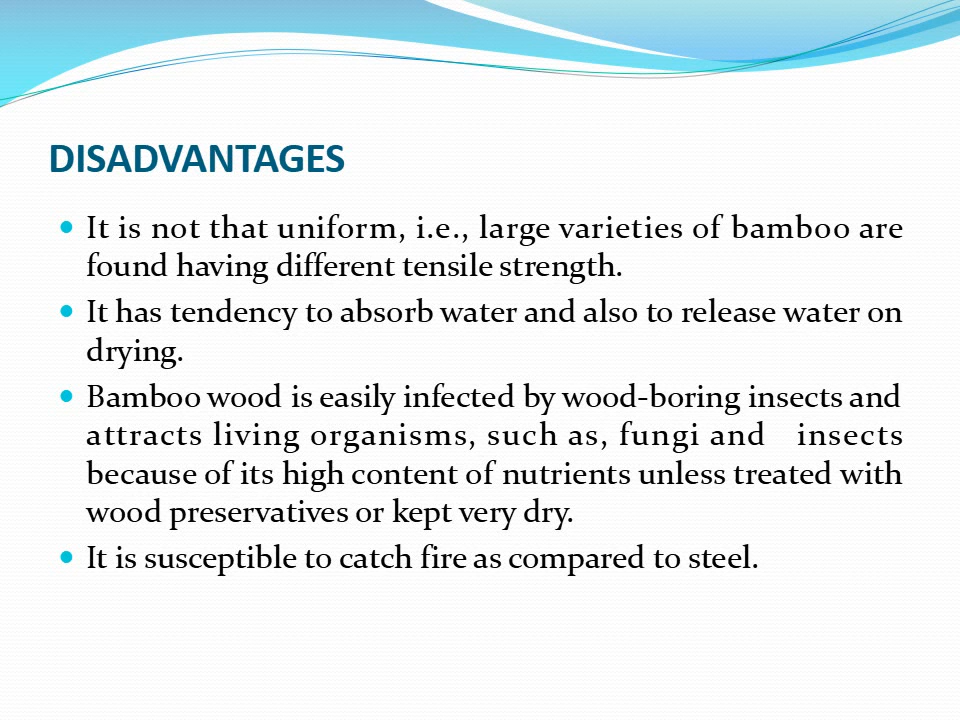 DISADVANTAGES
It is not that uniform, i.e., large varieties of bamboo are
found having different tensile strength.
It has tendency to absorb water and also to release water on
drying.
Bamboo wood is easily infected by wood-boring insects and
attracts living organisms, such as, fungi and insects
because of its high content of nutrients unless treated with
wood preservatives or kept very dry.
It is susceptible to catch fire as compared to steel.